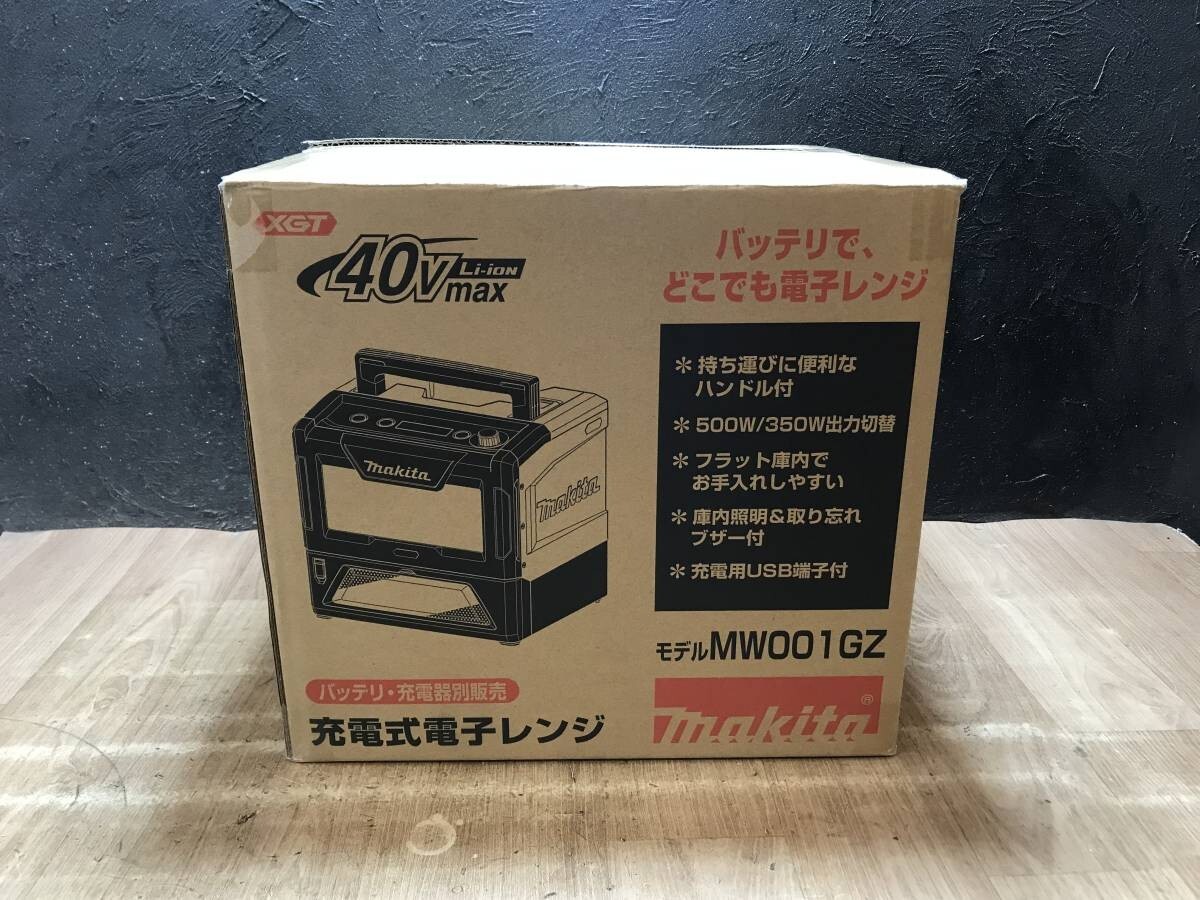 XGT
40Vmax Li-ion
バッテリで、
どこでも電子レンジ
makita
makita
＊持ち運びに便利な
ハンドル付
＊500W/350W出力切替
＊フラット庫内で
お手入れしやすい
＊庫内照明&取り忘れ
ブザー付
＊充電用USB端子付
モデルMW001GZ
バッテリ・充電器別販売
充電式電子レンジ
makita®